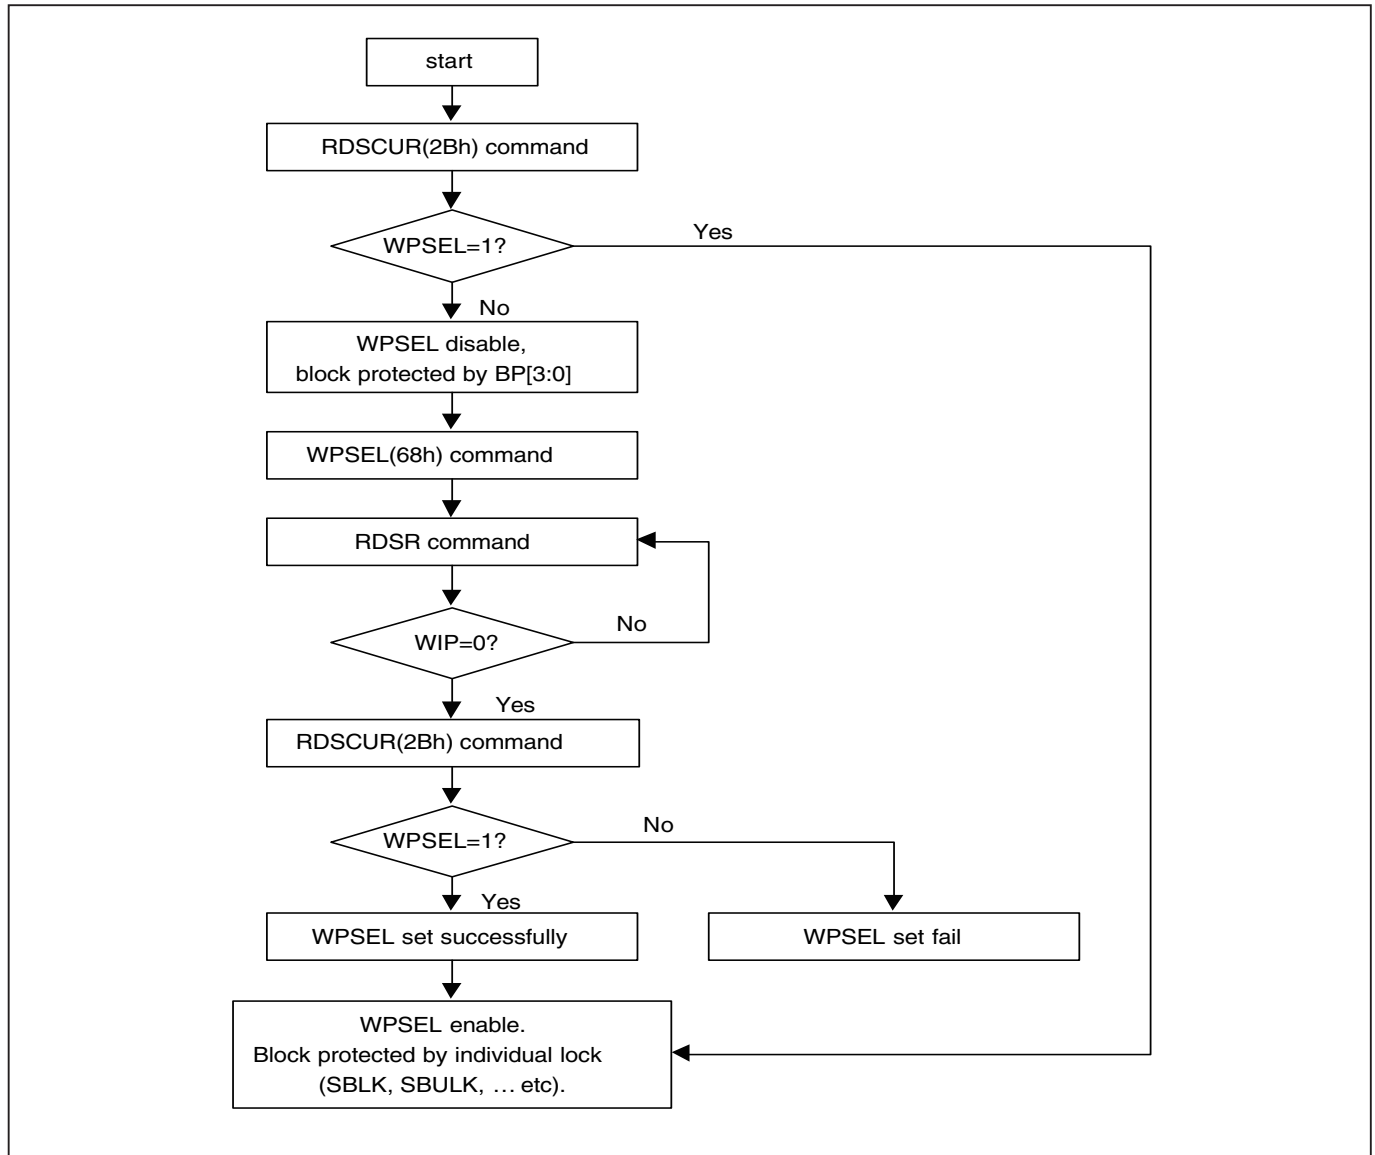 start
RDSCUR(2Bh) command
WPSEL=1?
Yes
No
WPSEL disable,
block protected by BP[3:0]
WPSEL(68h) command
RDSR command
WIP=0?
No
Yes
RDSCUR(2Bh) command
WPSEL=1?
No
Yes
WPSEL set successfully
WPSEL set fail
WPSEL enable.
Block protected by individual lock
(SBLK, SBULK, … etc).